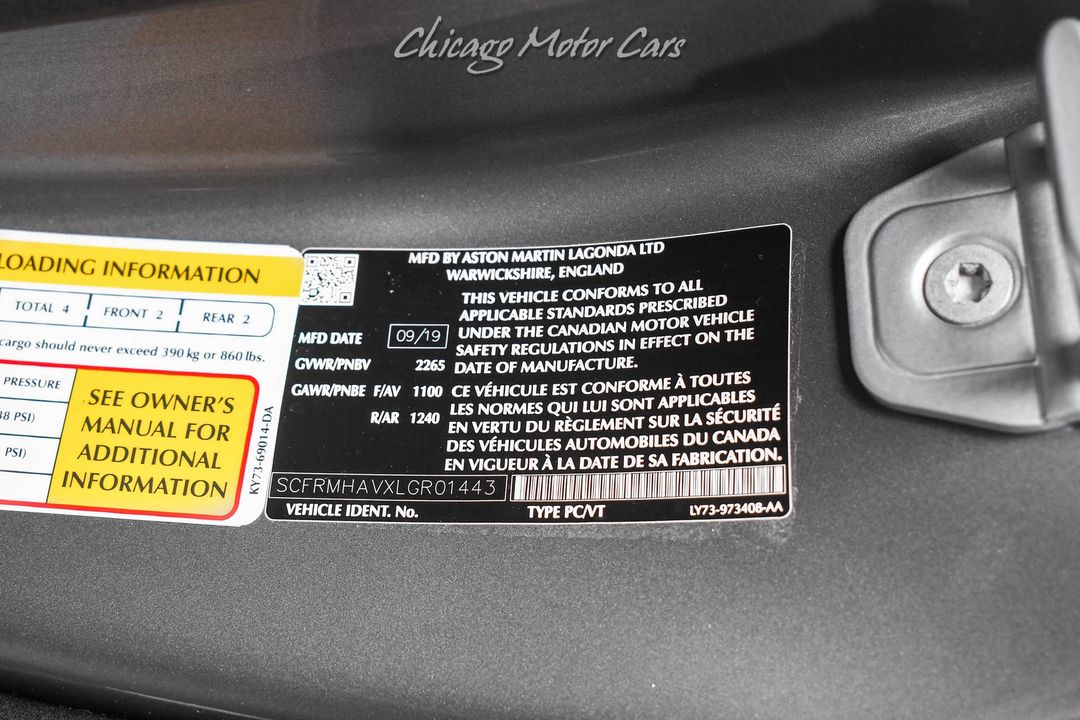 Chicago Motor Cars
LOADING INFORMATION
TOTAL 4 FRONT 2 REAR 2
cargo should never exceed 390 kg or 860 lbs.
PRESSURE
PSI)
PSI)
SEE OWNER'S
MANUAL FOR
ADDITIONAL
INFORMATION
KY73-69014-DA
MFD BY ASTON MARTIN LAGONDA LTD
WARWICKSHIRE, ENGLAND
THIS VEHICLE CONFORMS TO ALL
APPLICABLE STANDARDS PRESCRIBED
UNDER THE CANADIAN MOTOR VEHICLE
SAFETY REGULATIONS IN EFFECT ON THE
DATE OF MANUFACTURE.
MFD DATE 09/19
GVWR/PNBV 2265
GAWR/PNBE F/AV 1100
R/AR 1240
CE VÉHICULE EST CONFORME À TOUTES
LES NORMES QUI LUI SONT APPLICABLES
EN VERTU DU RÈGLEMENT SUR LA SÉCURITÉ
DES VÉHICULES AUTOMOBILES DU CANADA
EN VIGUEUR À LA DATE DE SA FABRICATION.
SCFRMHAVXLGR01443
VEHICLE IDENT. No. TYPE PC/VT LY73-973408-AA